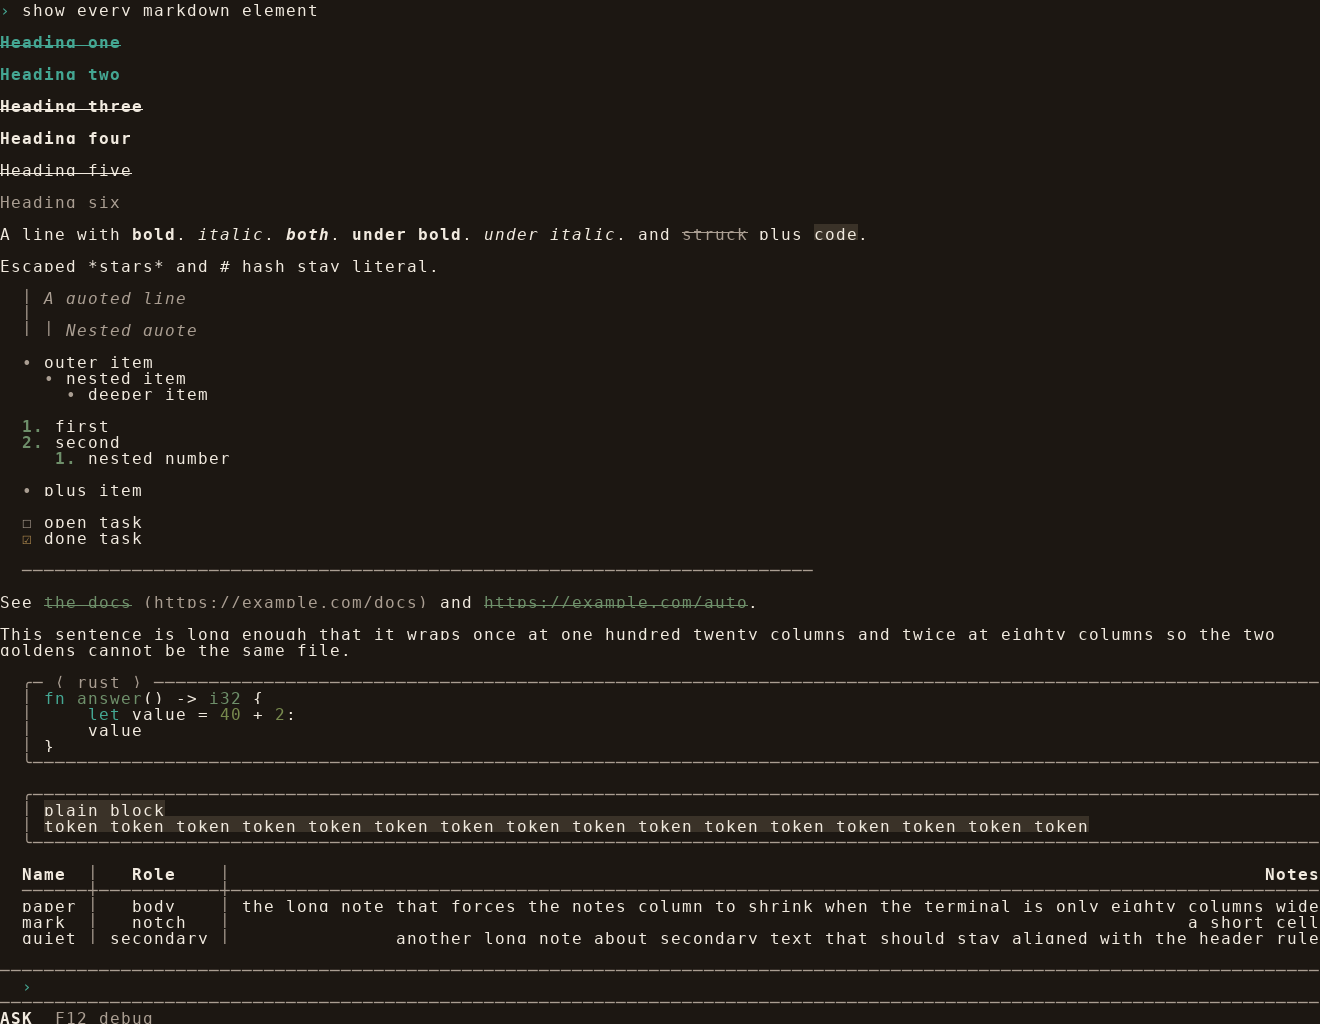 › show every markdown element
Heading one
Heading two
Heading three
Heading four
Heading five
Heading six
A line with bold, italic, both, under bold, under italic, and struck plus code.
Escaped *stars* and # hash stay literal.
│ A quoted line
│
│ │ Nested quote
• outer item
• nested item
• deeper item
1. first
2. second
1. nested number
• plus item
☐ open task
☑ done task
See the docs (https://example.com/docs) and https://example.com/auto.
This sentence is long enough that it wraps once at one hundred twenty columns and twice at eighty columns so the two
goldens cannot be the same file.
╭─ ( rust ) ─
│ fn answer() -> i32 {
│     let value = 40 + 2;
│     value
│ }
│ plain block
│ token token token token token token token token token token token token token token token token
Name │ Role │ Notes
paper │ body │ the long note that forces the notes column to shrink when the terminal is only eighty columns wide
mark │ notch │ a short cell
quiet │ secondary │ another long note about secondary text that should stay aligned with the header rule
›
ASK  F12 debug